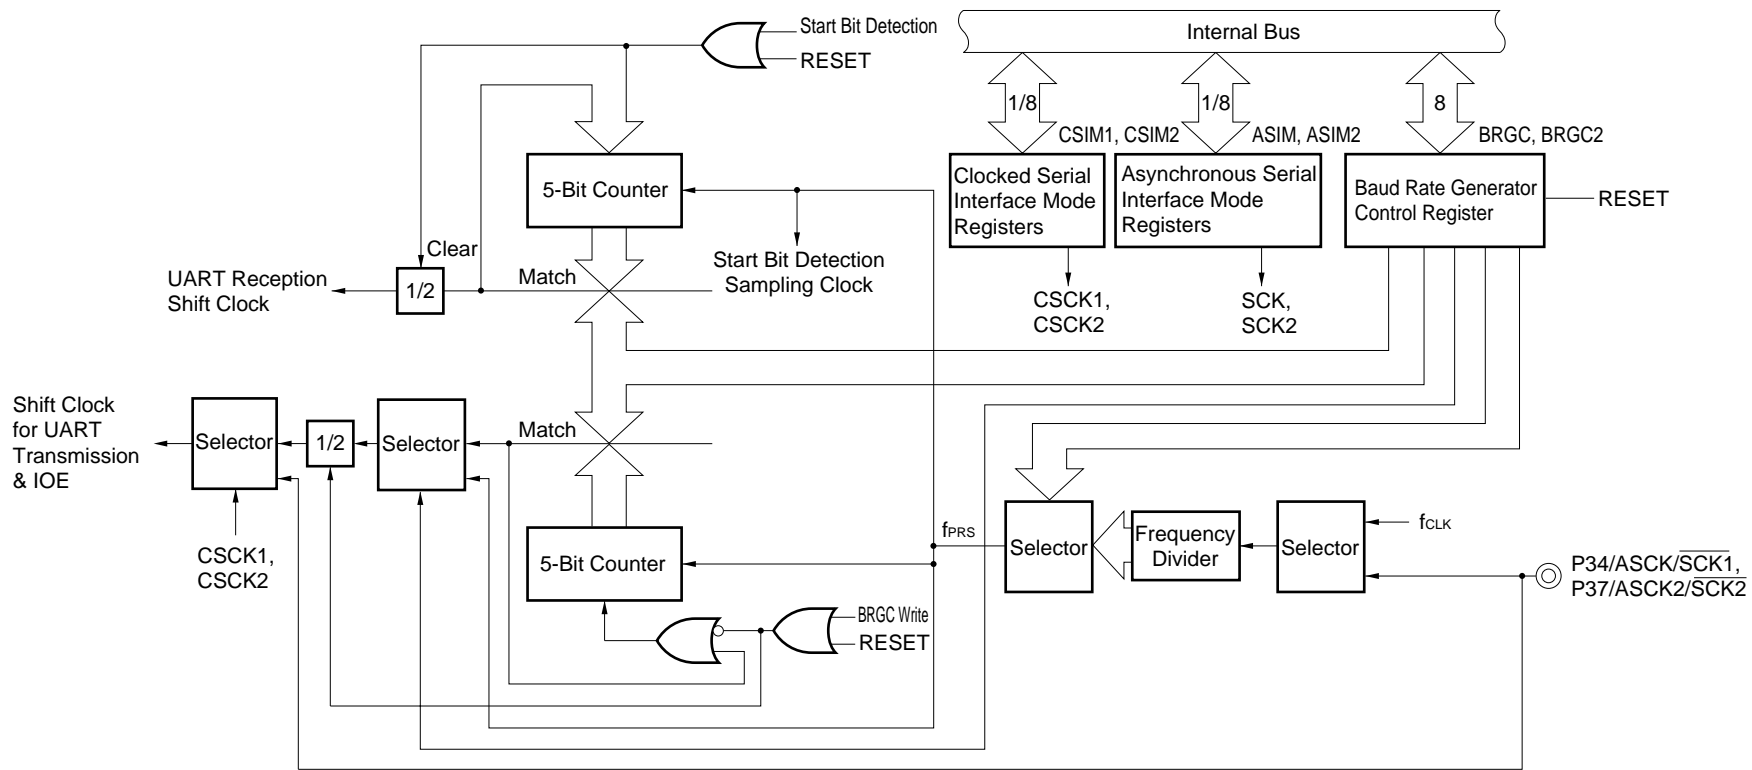 Start Bit Detection
RESET
Internal Bus
1/8
1/8
8
CSIM1, CSIM2
ASIM, ASIM2
BRGC, BRGC2
5-Bit Counter
Clocked Serial
Interface Mode
Registers
Asynchronous Serial
Interface Mode
Registers
Baud Rate Generator
Control Register
RESET
Clear
UART Reception
Shift Clock
1/2
Match
Start Bit Detection
Sampling Clock
CSCK1,
CSCK2
SCK,
SCK2
Shift Clock
for UART
Transmission
& IOE
Selector
1/2
Selector
Match
CSCK1,
CSCK2
5-Bit Counter
fPRS
Selector
Frequency
Divider
Selector
fCLK
P34/ASCK/S̅C̅K̅1̅,
P37/ASCK2/S̅C̅K̅2̅
BRGC Write
RESET